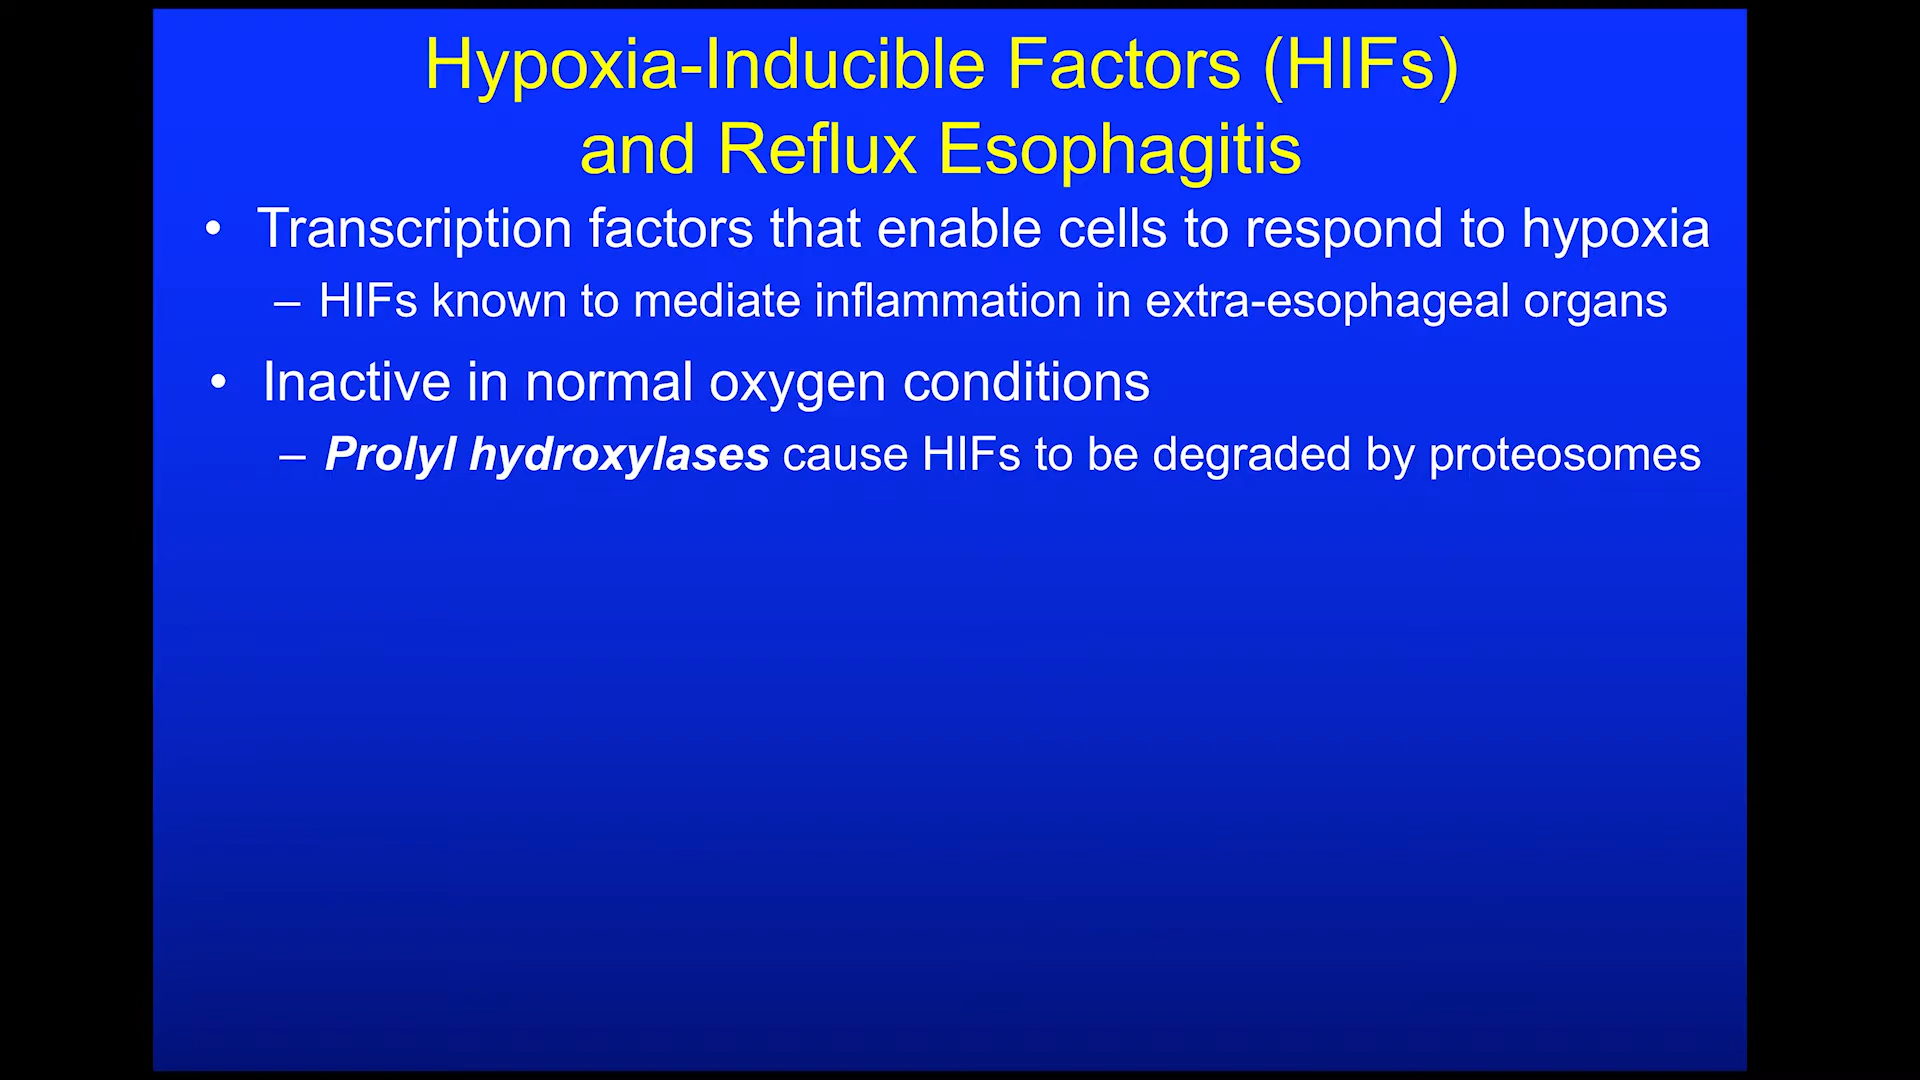 Hypoxia-Inducible Factors (HIFs)
and Reflux Esophagitis
• Transcription factors that enable cells to respond to hypoxia
– HIFs known to mediate inflammation in extra-esophageal organs
• Inactive in normal oxygen conditions
– Prolyl hydroxylases cause HIFs to be degraded by proteosomes